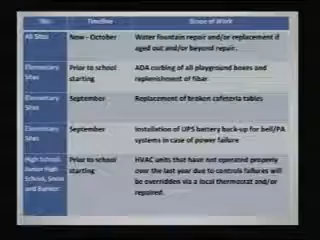 Site Timeline Scope of Work
All Sites Now - October Water fountain repair and/or replacement if
aged out and/or beyond repair.
Elementary Prior to school ADA curbing of all playground boxes and
Sites starting replenishment of fibar.
Elementary September Replacement of broken cafeteria tables
Sites
Elementary September Installation of UPS battery back-up for bell/PA
Sites systems in case of power failure
High School Prior to school HVAC units that have not operated properly
Junior High starting over the last year due to controls failures will
School, be overridden via a local thermostat and/or
and repaired.